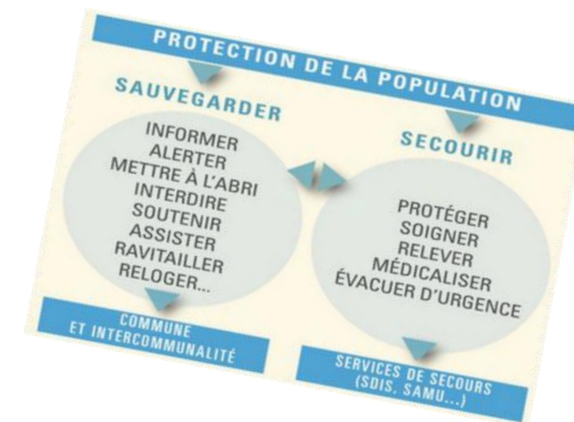 PROTECTION DE LA POPULATION
SAUVEGARDER
INFORMER
ALERTER
METTRE À L'ABRI
INTERDIRE
SOUTENIR
ASSISTER
RAVITAILLER
RELOGER...
COMMUNE
ET INTERCOMMUNALITÉ
SECOURIR
PROTÉGER
SOIGNER
RELEVER
MÉDICALISER
ÉVACUER D'URGENCE
SERVICES DE SECOURS
(SDIS, SAMU...)